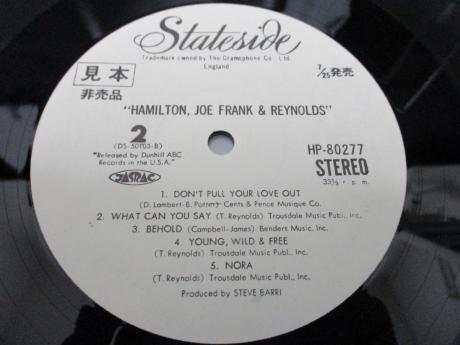 Stateside
Trademark owned by The Gramophone Co. Ltd.
England
見本
非売品
7/25発売
"HAMILTON, JOE FRANK & REYNOLDS"
2
(DS-50103-B)
"Released by Dunhill ABC
Records in the U.S.A."
JASRAC
HP-80277
STEREO
33⅓ r. p. m.
1. DON'T PULL YOUR LOVE OUT
(D. Lambert-B. Potter) Cents & Pence Musique Co.
2. WHAT CAN YOU SAY (T. Reynolds) Trousdale Music Publ., Inc.
3. BEHOLD (Campbell-James) Benders Music, Inc.
4. YOUNG, WILD & FREE
(T. Reynolds) Trousdale Music Publ., Inc.
5. NORA
(T. Reynolds) Trousdale Music Publ., Inc.
Produced by STEVE BARRI